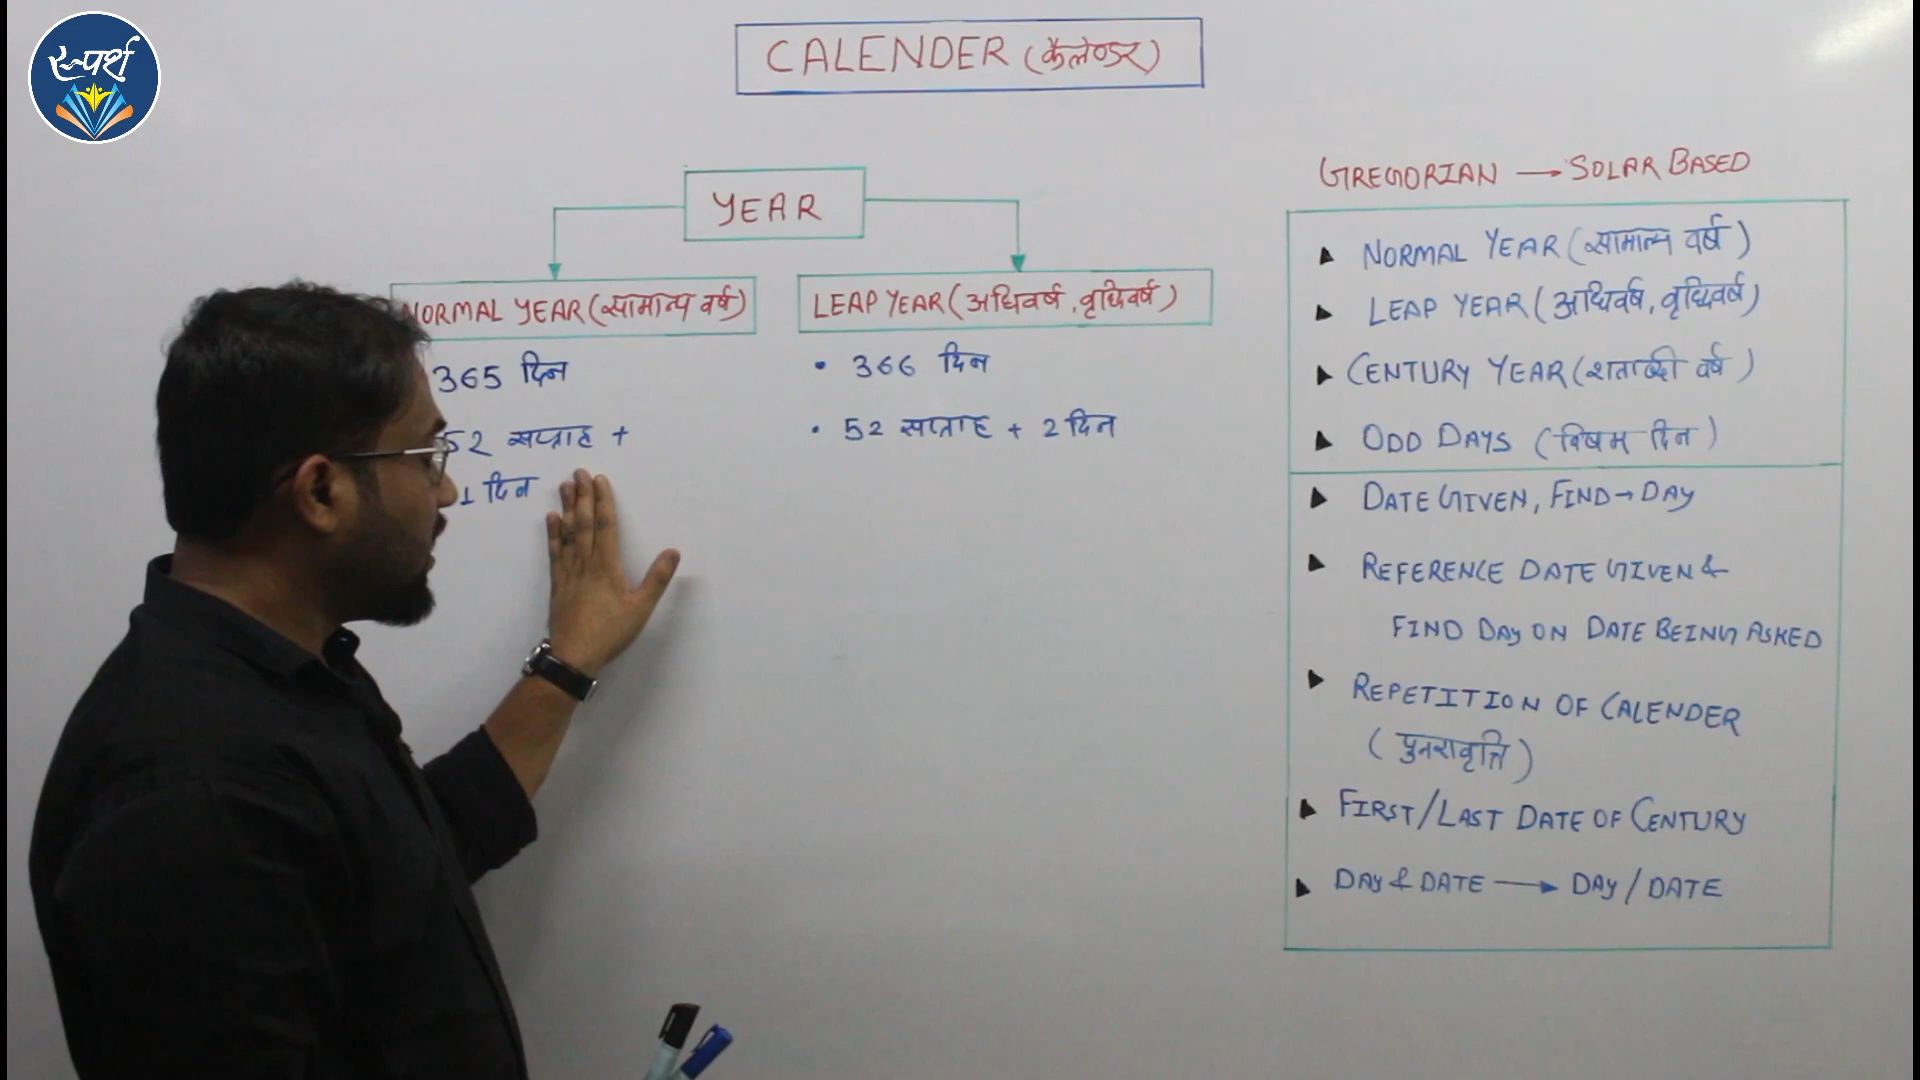 स्पर्श
CALENDER (कैलेण्डर)
YEAR
NORMAL YEAR (सामान्य वर्ष)
365 दिन
52 सप्ताह +
1 दिन
LEAP YEAR (अधिवर्ष, वृद्धिवर्ष)
• 366 दिन
• 52 सप्ताह + 2 दिन
GREGORIAN → SOLAR BASED
▸ NORMAL YEAR (सामान्य वर्ष)
▸ LEAP YEAR (अधिवर्ष, वृद्धिवर्ष)
▸ CENTURY YEAR (शताब्दी वर्ष)
▸ ODD DAYS (विषम दिन)
▸ DATE GIVEN, FIND → DAY
▸ REFERENCE DATE GIVEN &
FIND DAY ON DATE BEING ASKED
▸ REPETITION OF CALENDER
(पुनरावृत्ति)
▸ FIRST/LAST DATE OF CENTURY
▸ DAY & DATE → DAY / DATE